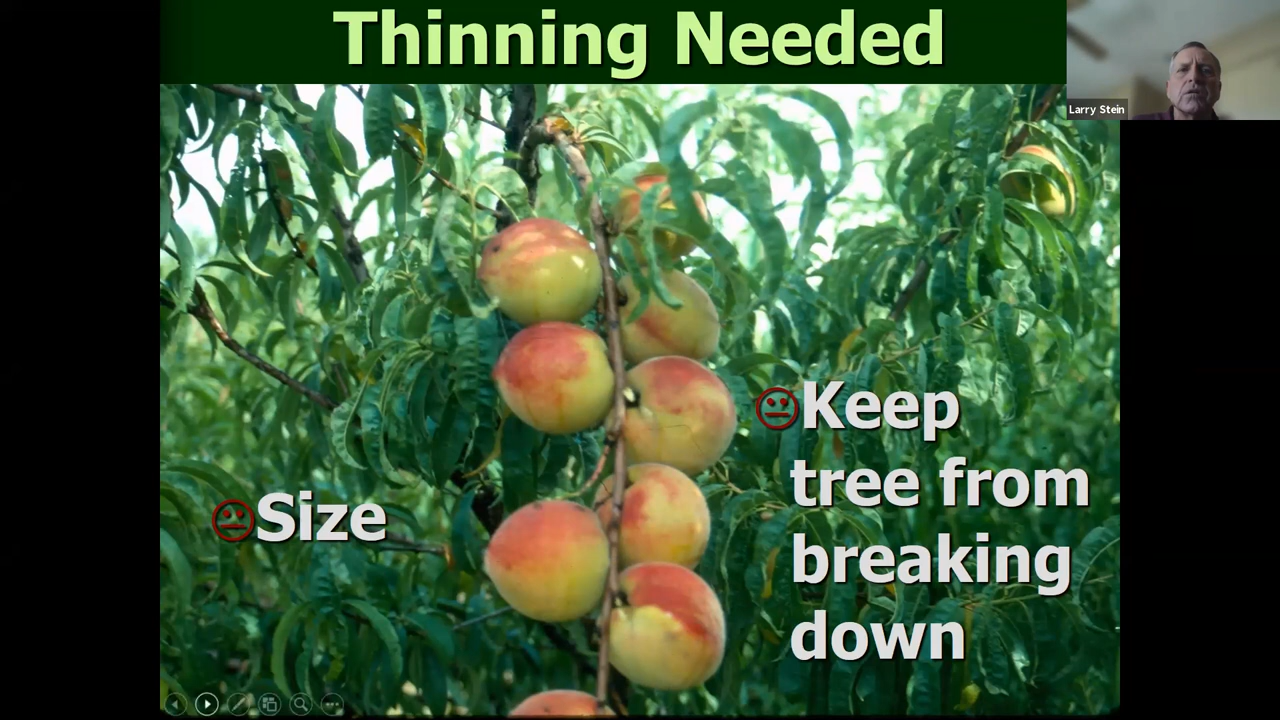 Thinning Needed
Larry Stein
Size
Keep
tree from
breaking
down